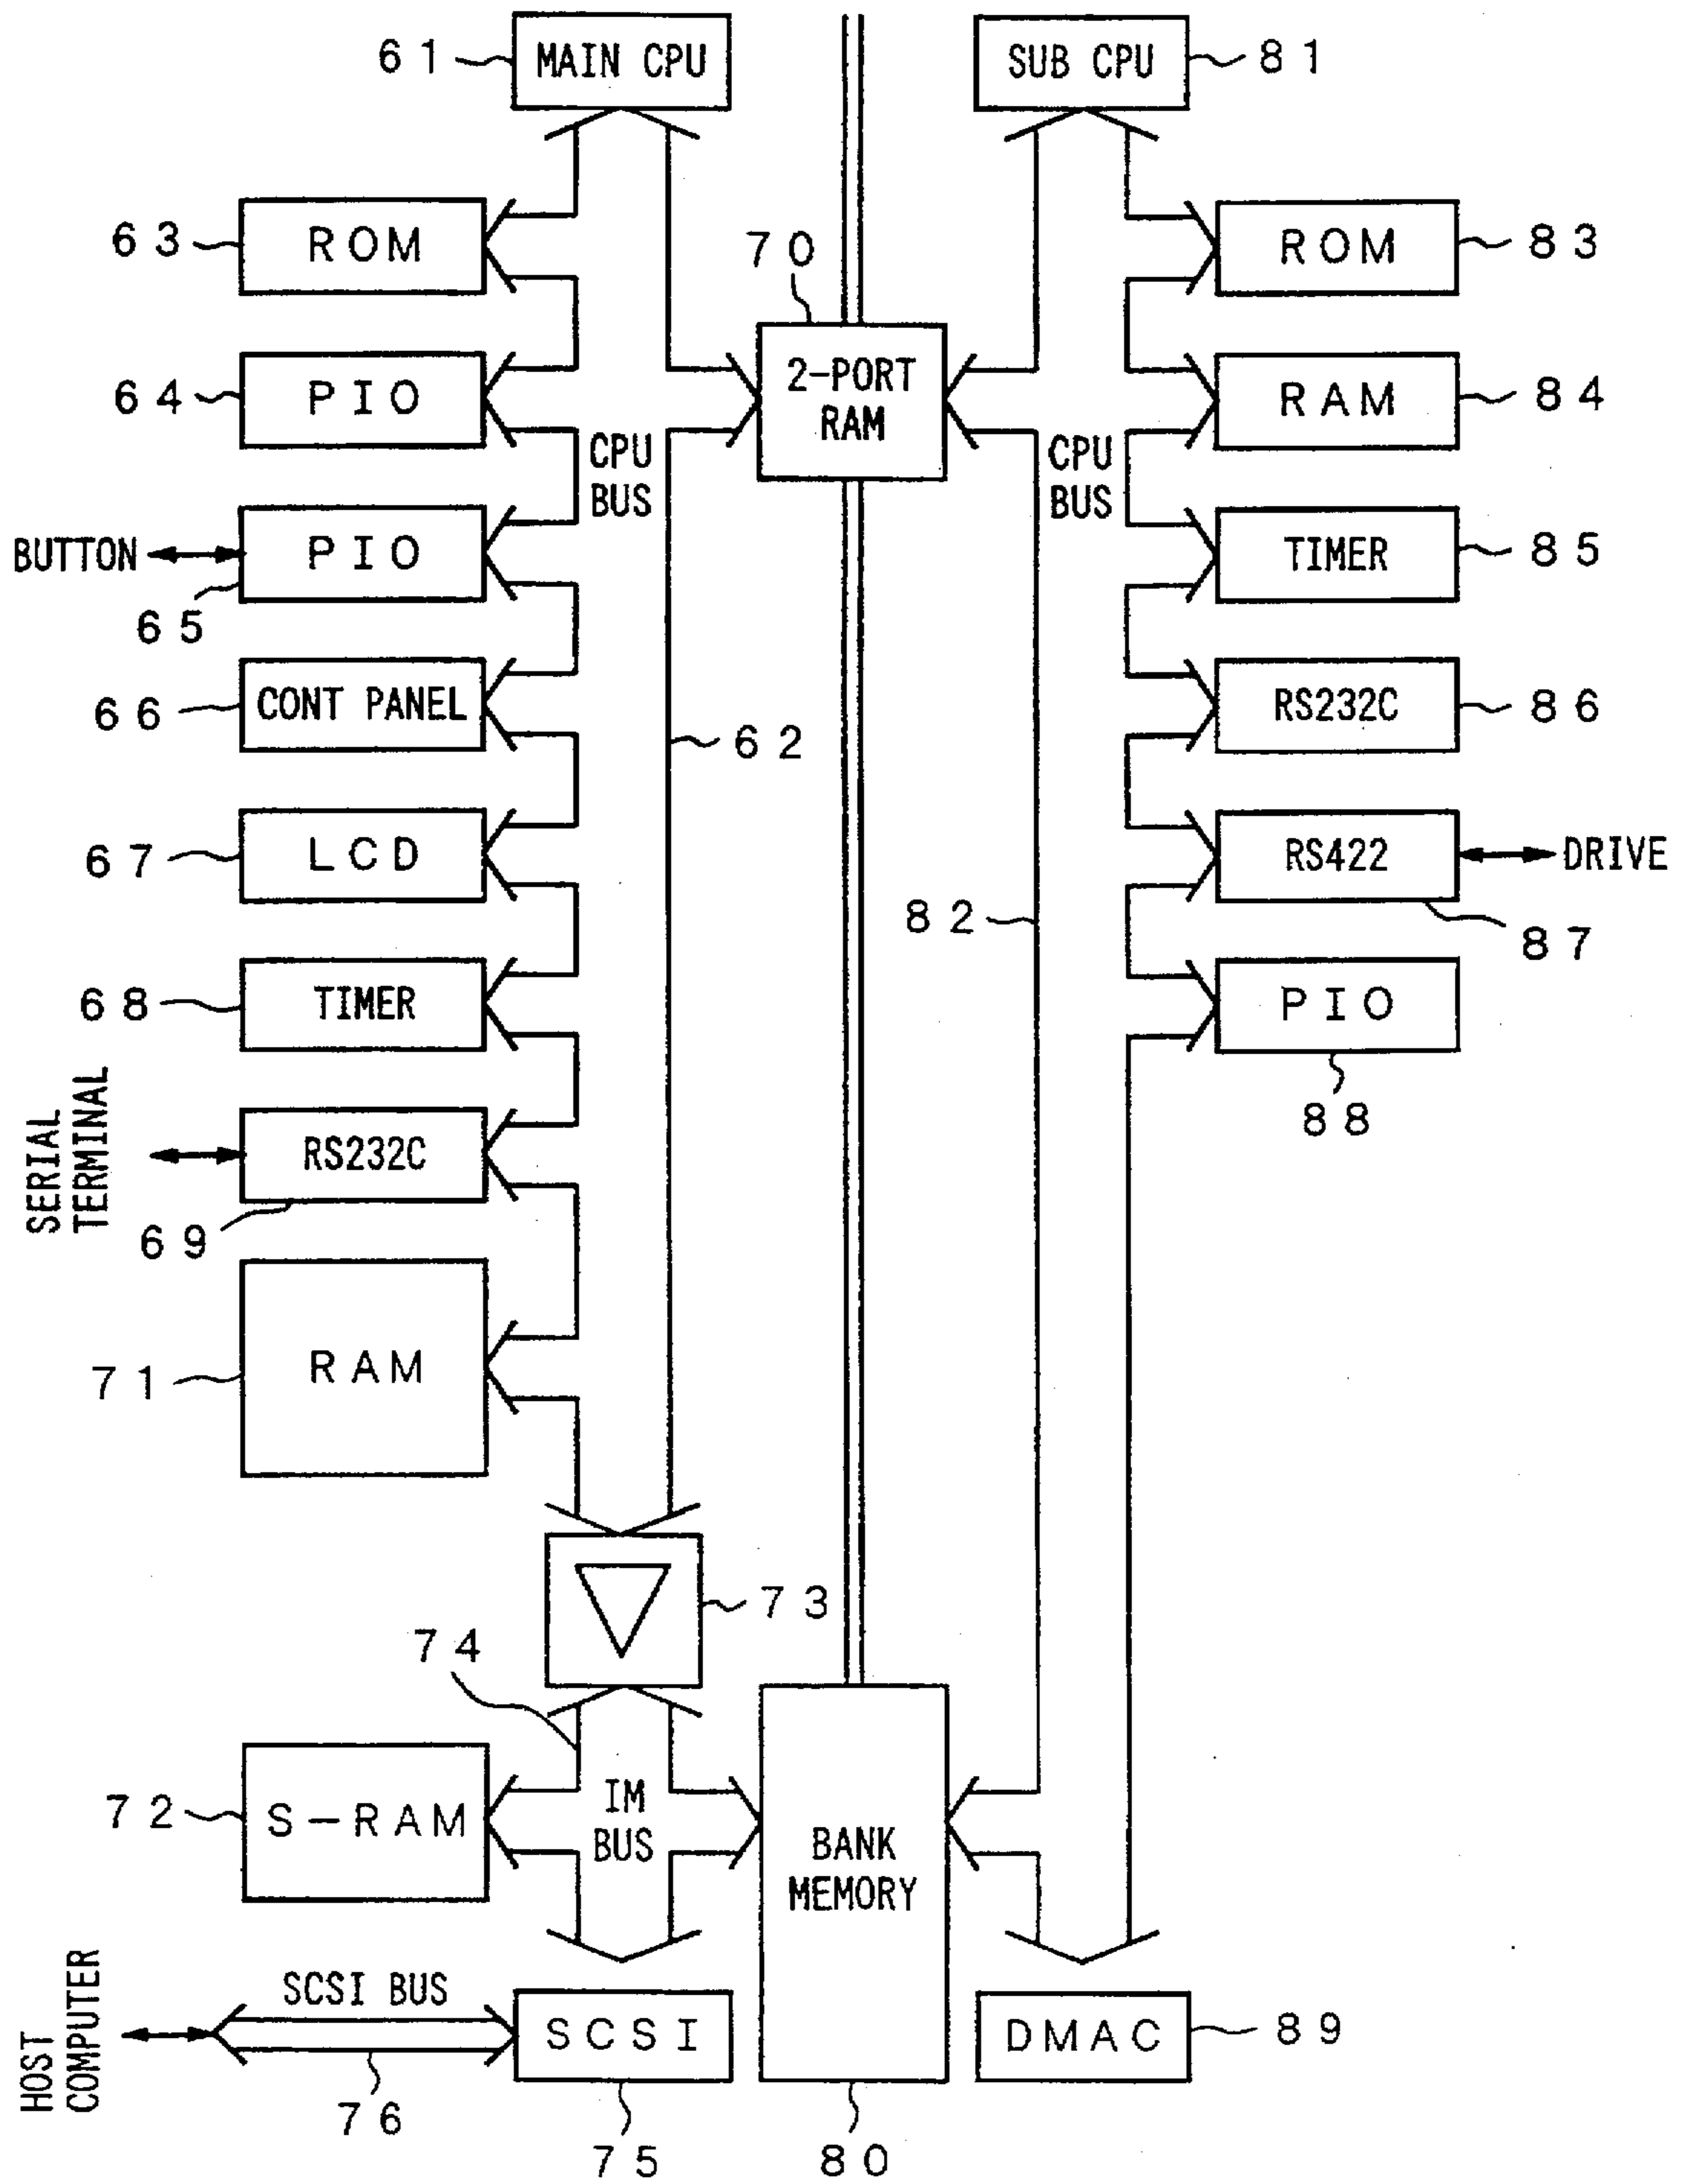 61 MAIN CPU
SUB CPU 81
63 ROM
70
ROM 83
64 PIO
2-PORT
RAM
RAM 84
CPU
BUS
CPU
BUS
BUTTON PIO
65
TIMER 85
66 CONT PANEL
62
RS232C 86
67 LCD
82
RS422 DRIVE
87
68 TIMER
PIO
88
SERIAL
TERMINAL
RS232C
69
71 RAM
73
74
72 S-RAM
IM
BUS
BANK
MEMORY
HOST
COMPUTER
SCSI BUS
76
SCSI
75
80
DMAC 89